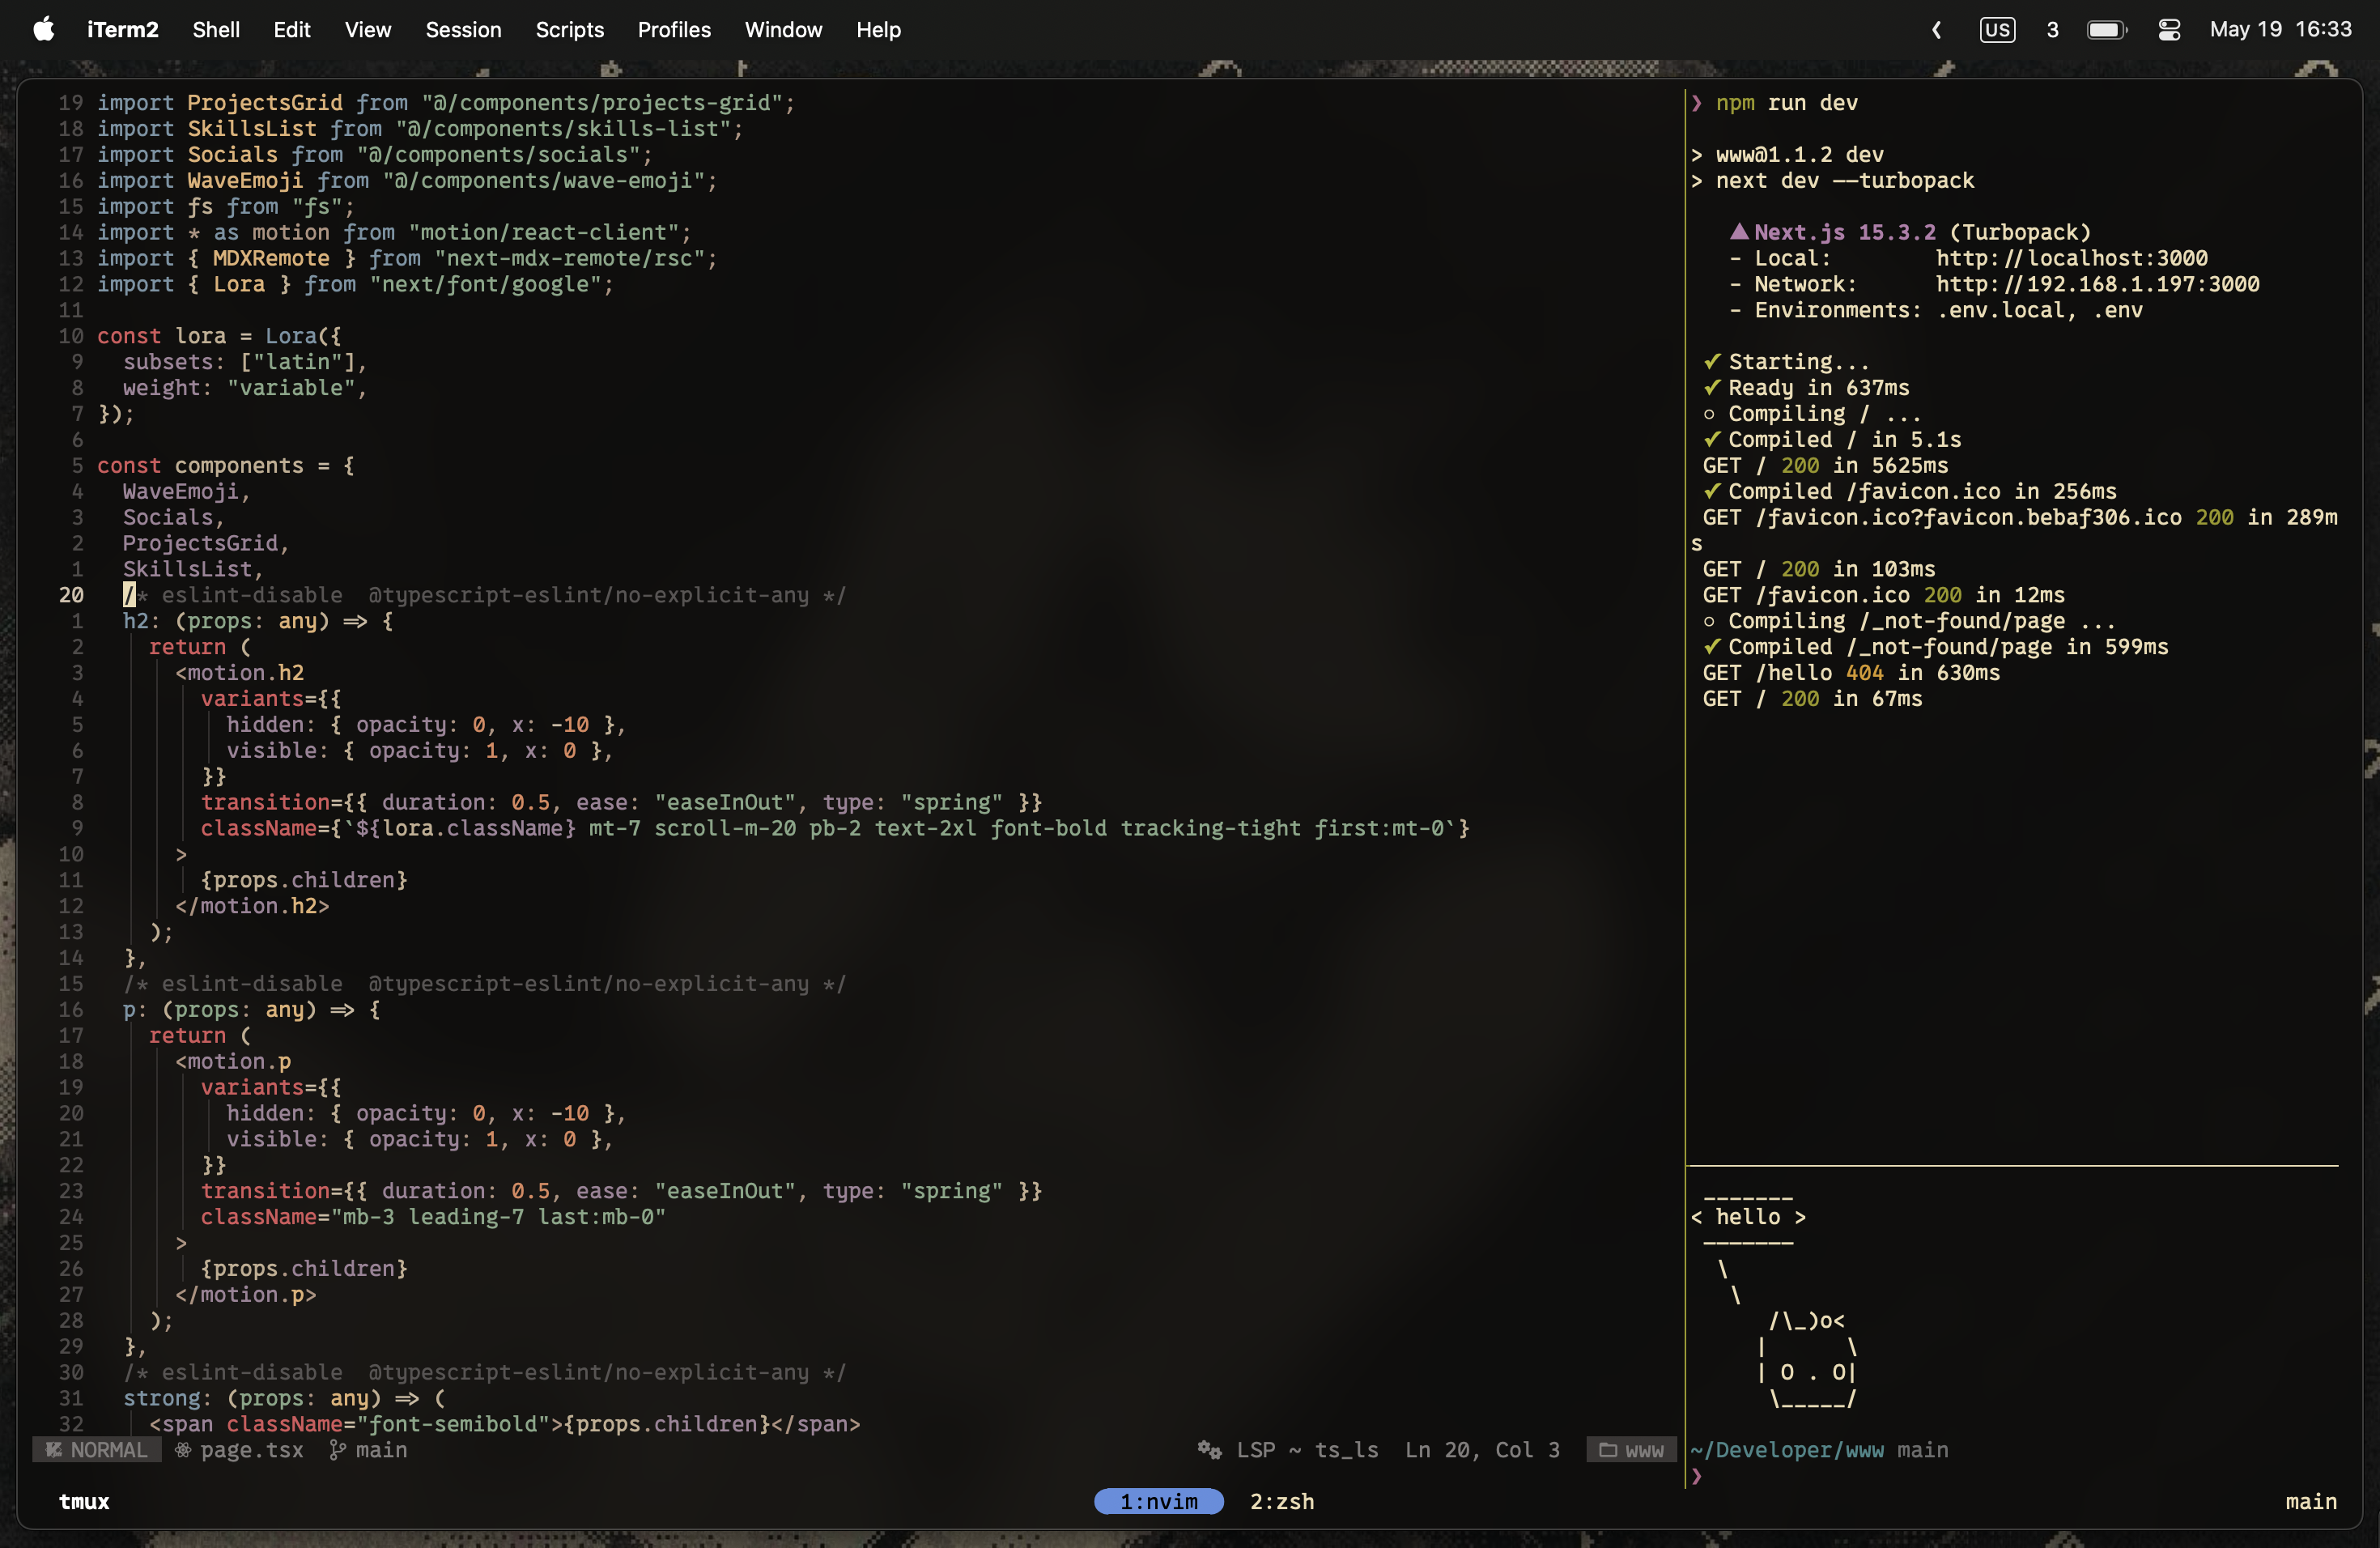 iTerm2 Shell Edit View Session Scripts Profiles Window Help
US 3 May 19 16:33
19 import ProjectsGrid from "@/components/projects-grid";
18 import SkillsList from "@/components/skills-list";
17 import Socials from "@/components/socials";
16 import WaveEmoji from "@/components/wave-emoji";
15 import fs from "fs";
14 import * as motion from "motion/react-client";
13 import { MDXRemote } from "next-mdx-remote/rsc";
12 import { Lora } from "next/font/google";
11
10 const lora = Lora({
9   subsets: ["latin"],
8   weight: "variable",
7 });
6
5 const components = {
4   WaveEmoji,
3   Socials,
2   ProjectsGrid,
1   SkillsList,
20   /* eslint-disable  @typescript-eslint/no-explicit-any */
1   h2: (props: any) => {
2     return (
3       <motion.h2
4         variants={{
5           hidden: { opacity: 0, x: -10 },
6           visible: { opacity: 1, x: 0 },
7         }}
8         transition={{ duration: 0.5, ease: "easeInOut", type: "spring" }}
9         className={`${lora.className} mt-7 scroll-m-20 pb-2 text-2xl font-bold tracking-tight first:mt-0`}
10       >
11         {props.children}
12       </motion.h2>
13     );
14   },
15   /* eslint-disable  @typescript-eslint/no-explicit-any */
16   p: (props: any) => {
17     return (
18       <motion.p
19         variants={{
20           hidden: { opacity: 0, x: -10 },
21           visible: { opacity: 1, x: 0 },
22         }}
23         transition={{ duration: 0.5, ease: "easeInOut", type: "spring" }}
24         className="mb-3 leading-7 last:mb-0"
25       >
26         {props.children}
27       </motion.p>
28     );
29   },
30   /* eslint-disable  @typescript-eslint/no-explicit-any */
31   strong: (props: any) => (
32     <span className="font-semibold">{props.children}</span>
NORMAL page.tsx main LSP ~ ts_ls Ln 20, Col 3 www
❯ npm run dev
> www@1.1.2 dev
> next dev --turbopack
▲ Next.js 15.3.2 (Turbopack)
- Local:        http://localhost:3000
- Network:      http://192.168.1.197:3000
- Environments: .env.local, .env
✓ Starting...
✓ Ready in 637ms
○ Compiling / ...
✓ Compiled / in 5.1s
GET / 200 in 5625ms
✓ Compiled /favicon.ico in 256ms
GET /favicon.ico?favicon.bebaf306.ico 200 in 289m
s
GET / 200 in 103ms
GET /favicon.ico 200 in 12ms
○ Compiling /_not-found/page ...
✓ Compiled /_not-found/page in 599ms
GET /hello 404 in 630ms
GET / 200 in 67ms
 _______
< hello >
 -------
  \
   \
      /\_)o<
     |      \
     | O . O|
      \_____/
~/Developer/www main
❯
tmux 1:nvim 2:zsh main